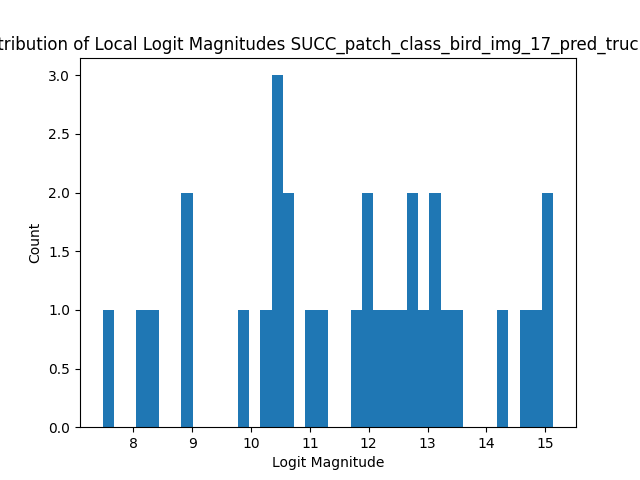 tribution of Local Logit Magnitudes SUCC_patch_class_bird_img_17_pred_truc
3.0
2.5
2.0
1.5
1.0
0.5
0.0
Count
8 9 10 11 12 13 14 15
Logit Magnitude